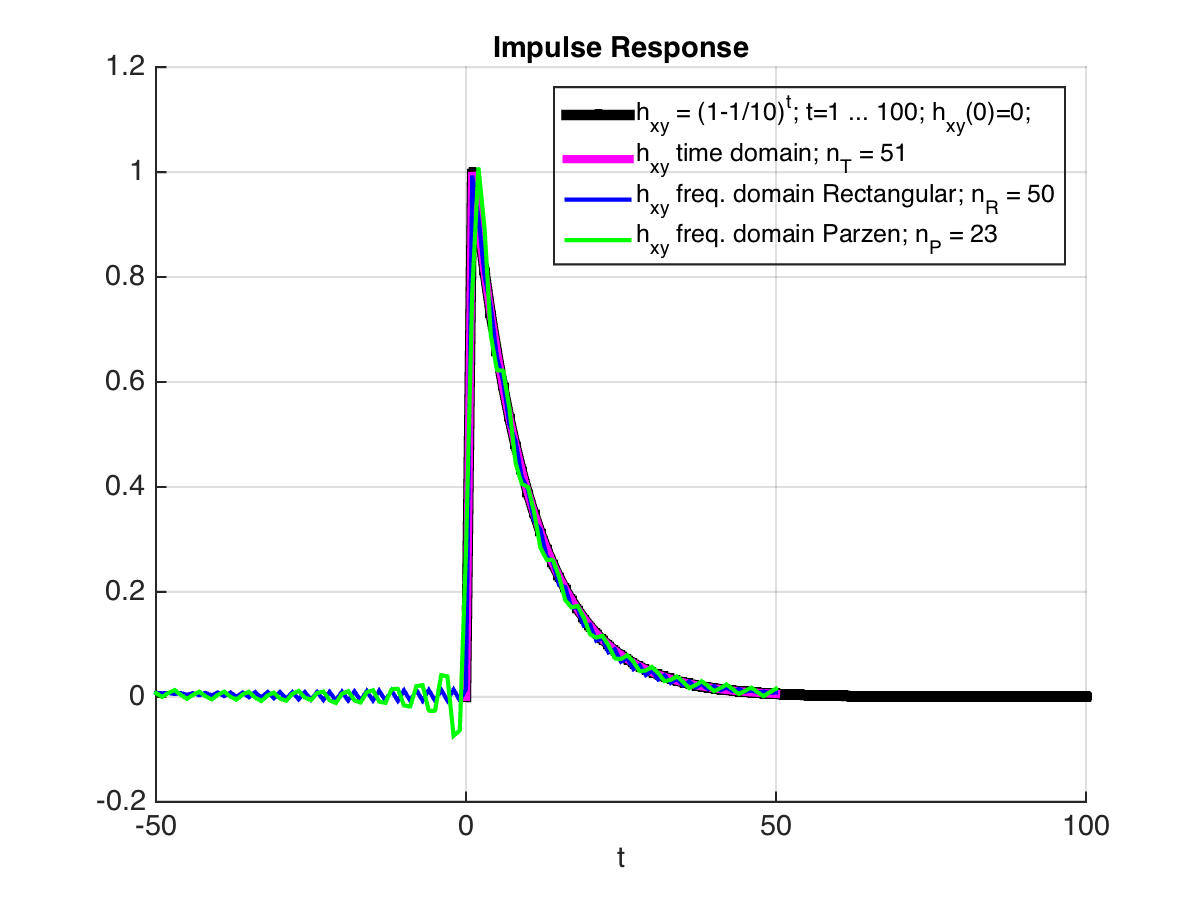 Impulse Response
1.2
1
0.8
0.6
0.4
0.2
0
-0.2
h_xy = (1-1/10)^t; t=1 ... 100; h_xy(0)=0;
h_xy time domain; n_T = 51
h_xy freq. domain Rectangular; n_R = 50
h_xy freq. domain Parzen; n_P = 23
-50 0 50 100
t